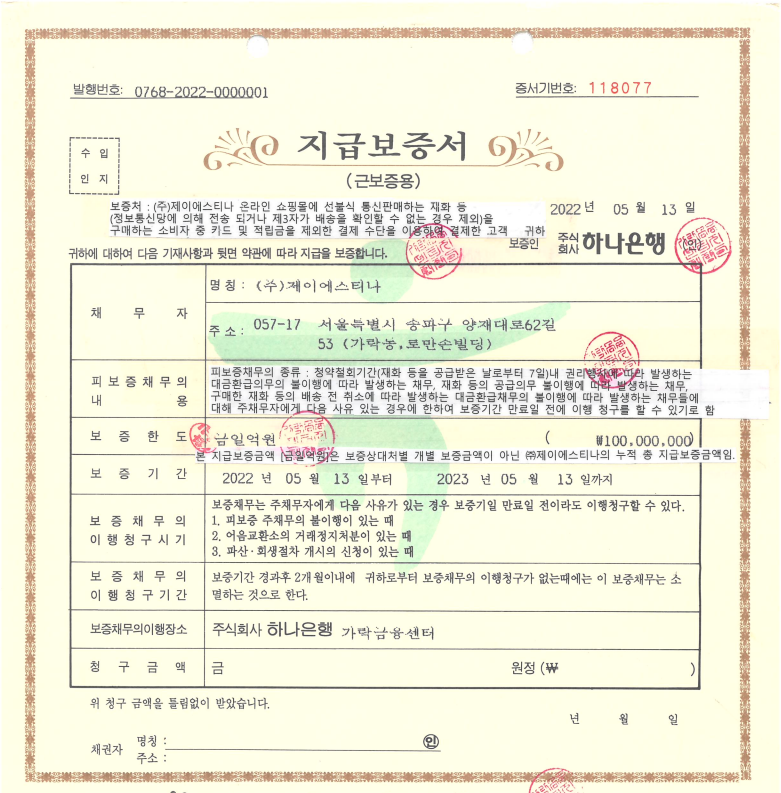 발행번호: 0768-2022-0000001
증서기번호: 118077
수 입
인 지
지급보증서
(근보증용)
보증처 : (주)제이에스티나 온라인 쇼핑몰에 선불식 통신판매하는 재화 등
(정보통신망에 의해 전송 되거나 제3자가 배송을 확인할 수 없는 경우 제외)을
구매하는 소비자 중 카드 및 적립금을 제외한 결제 수단을 이용하여 결제한 고객 귀하
2022 년 05 월 13 일
보증인 주식회사 하나은행 (인)
귀하에 대하여 다음 기재사항과 뒷면 약관에 따라 지급을 보증합니다.
채 무 자
명 칭 : (주)제이에스티나
주 소 : 057-17 서울특별시 송파구 양재대로62길
53 (가락동,로만손빌딩)
피 보 증 채 무 의
내 용
피보증채무의 종류 : 청약철회기간(재화 등을 공급받은 날로부터 7일)내 권리행사에 따라 발생하는
대금환급의무의 불이행에 따라 발생하는 채무, 재화 등의 공급의무 불이행에 따라 발생하는 채무,
구매한 재화 등의 배송 전 취소에 따라 발생하는 대금환급채무의 불이행에 따라 발생하는 채무들에
대해 주채무자에게 다음 사유 있는 경우에 한하여 보증기간 만료일 전에 이행 청구를 할 수 있기로 함
보 증 한 도
금일억원 ( ₩100,000,000)
본 지급보증금액 [금일억원]은 보증상대처별 개별 보증금액이 아닌 ㈜제이에스티나의 누적 총 지급보증금액임.
보 증 기 간
2022 년 05 월 13 일부터 2023 년 05 월 13 일까지
보 증 채 무 의
이 행 청 구 시 기
보증채무는 주채무자에게 다음 사유가 있는 경우 보증기일 만료일 전이라도 이행청구할 수 있다.
1. 피보증 주채무의 불이행이 있는 때
2. 어음교환소의 거래정지처분이 있는 때
3. 파산·회생절차 개시의 신청이 있는 때
보 증 채 무 의
이 행 청 구 기 간
보증기간 경과후 2개월이내에 귀하로부터 보증채무의 이행청구가 없는때에는 이 보증채무는 소
멸하는 것으로 한다.
보증채무의이행장소
주식회사 하나은행 가락금융센터
청 구 금 액
금 원정 (₩ )
위 청구 금액을 틀림없이 받았습니다.
년 월 일
채권자 명칭 : 인
주소 :